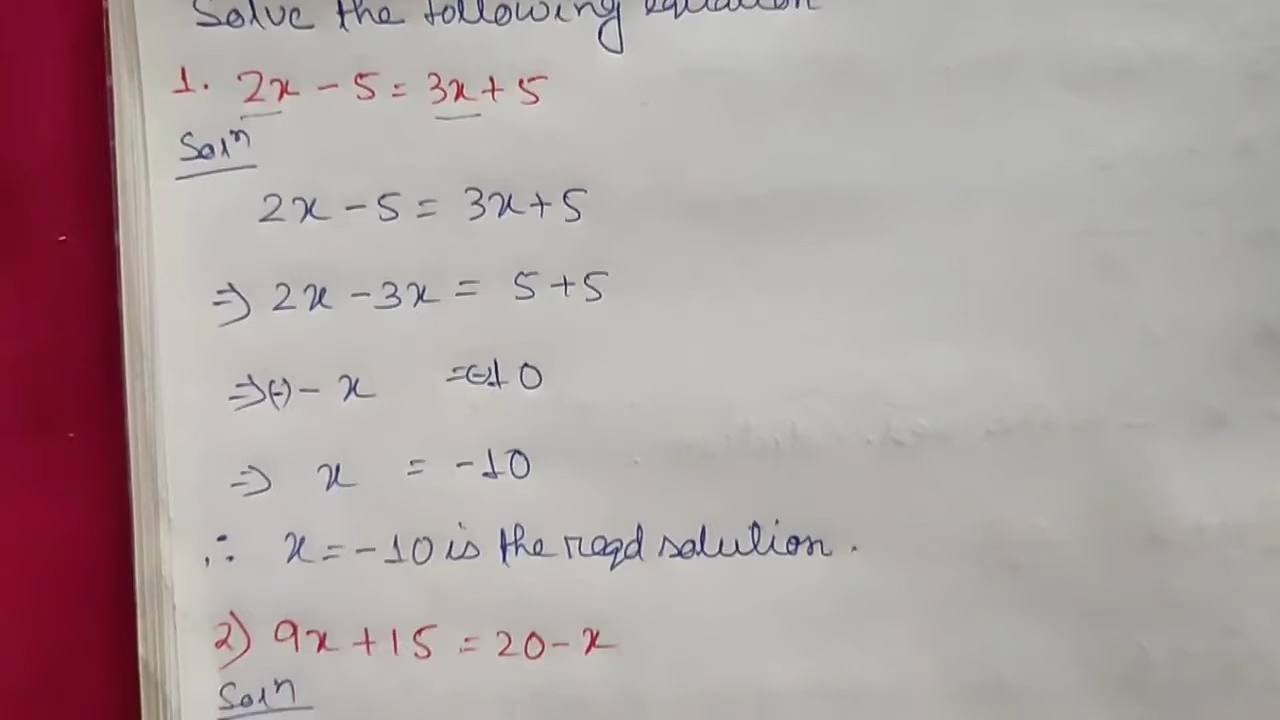 Solve the following equation
1. 2x - 5 = 3x + 5
Solⁿ
2x - 5 = 3x + 5
⇒ 2x - 3x = 5 + 5
⇒ (-) - x = (-) 10
⇒ x = -10
∴ x = -10 is the reqd solution.
2) 9x + 15 = 20 - x
Solⁿ